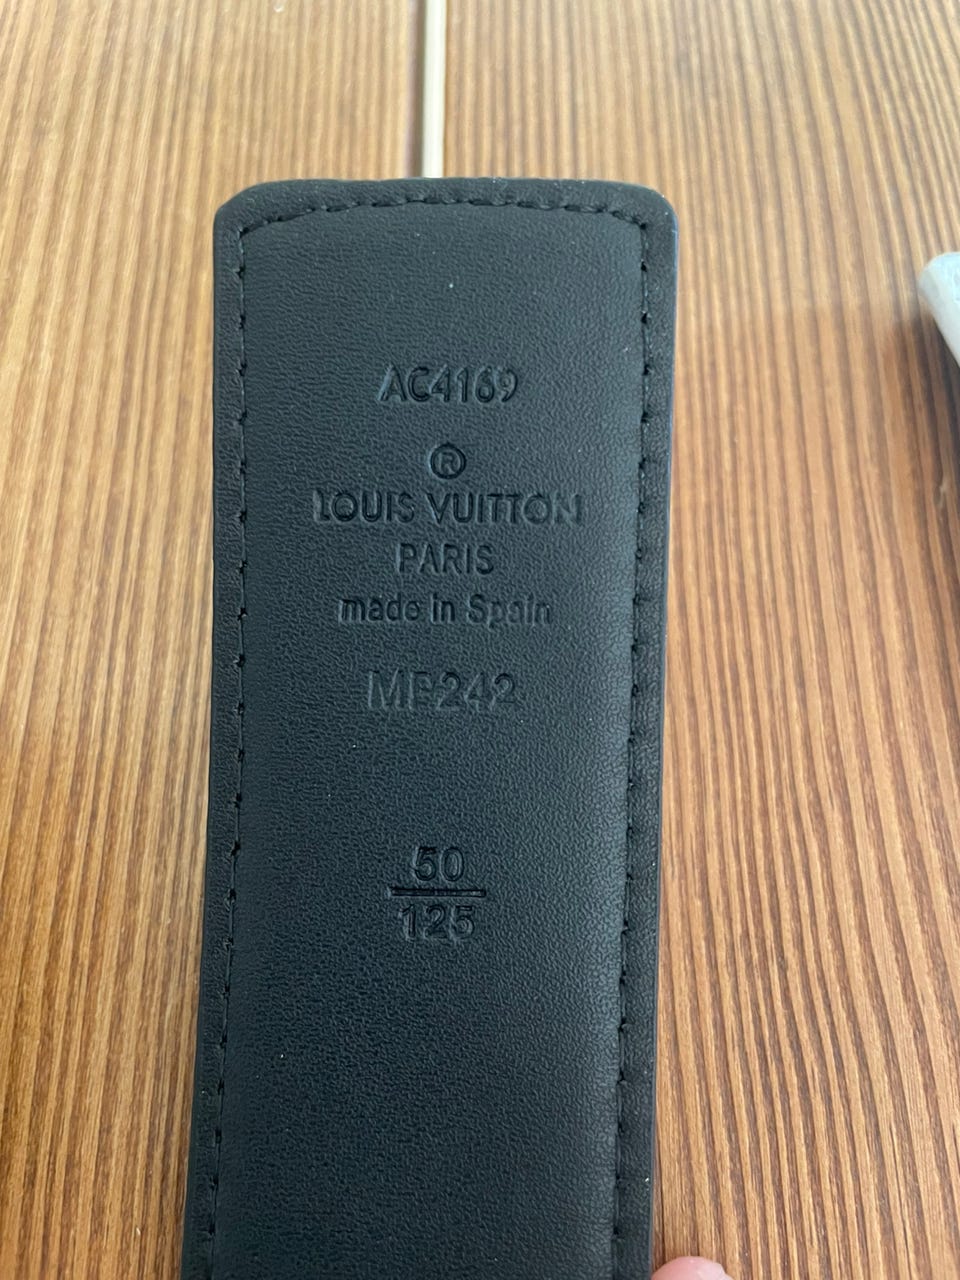 AC4169
®
LOUIS VUITTON
PARIS
made in Spain
MP242
50
125